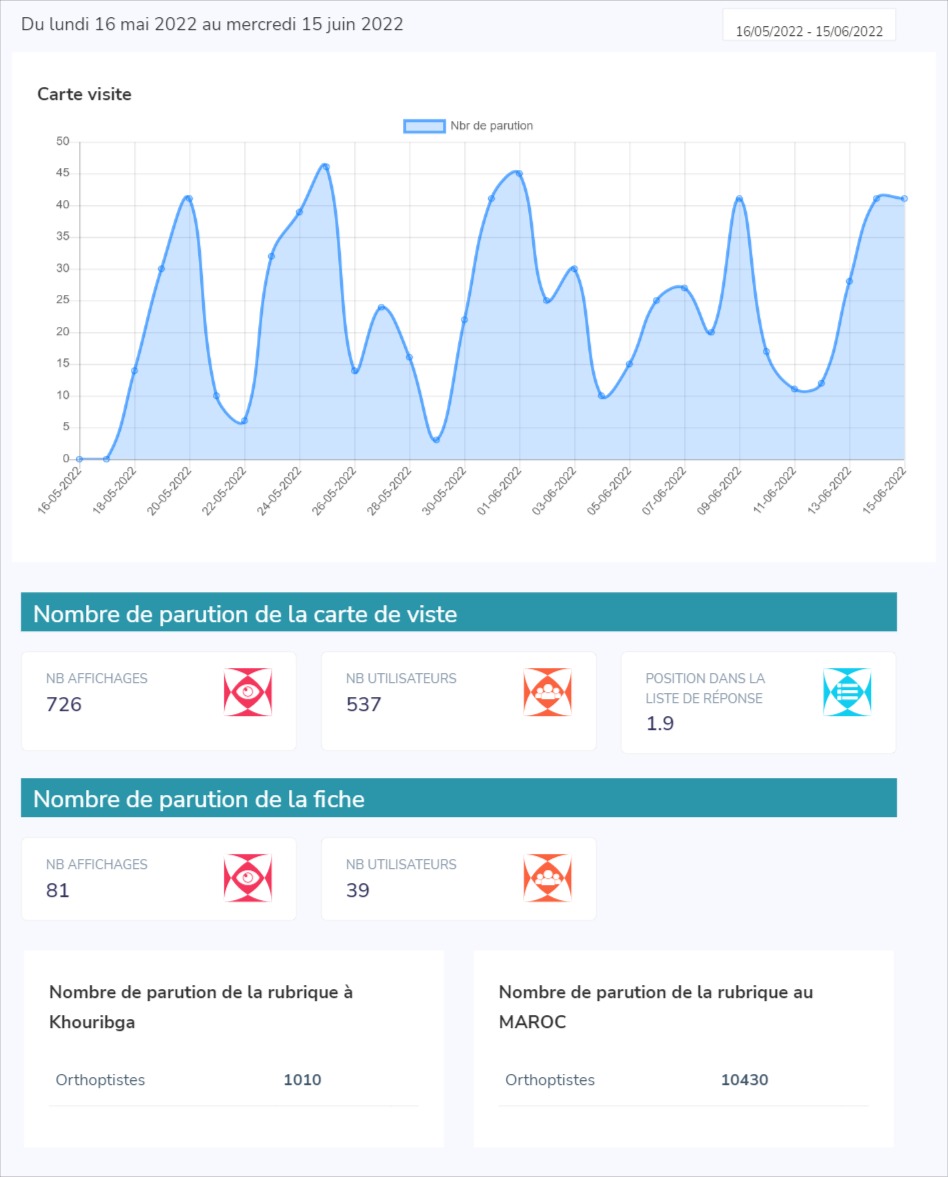 Du lundi 16 mai 2022 au mercredi 15 juin 2022
16/05/2022 - 15/06/2022
Carte visite
Nbr de parution
50
45
40
35
30
25
20
15
10
5
0
16-05-2022
18-05-2022
20-05-2022
22-05-2022
24-05-2022
26-05-2022
28-05-2022
30-05-2022
01-06-2022
03-06-2022
05-06-2022
07-06-2022
09-06-2022
11-06-2022
13-06-2022
15-06-2022
Nombre de parution de la carte de viste
NB AFFICHAGES
726
NB UTILISATEURS
537
POSITION DANS LA
LISTE DE RÉPONSE
1.9
Nombre de parution de la fiche
NB AFFICHAGES
81
NB UTILISATEURS
39
Nombre de parution de la rubrique à
Khouribga
Orthoptistes 1010
Nombre de parution de la rubrique au
MAROC
Orthoptistes 10430